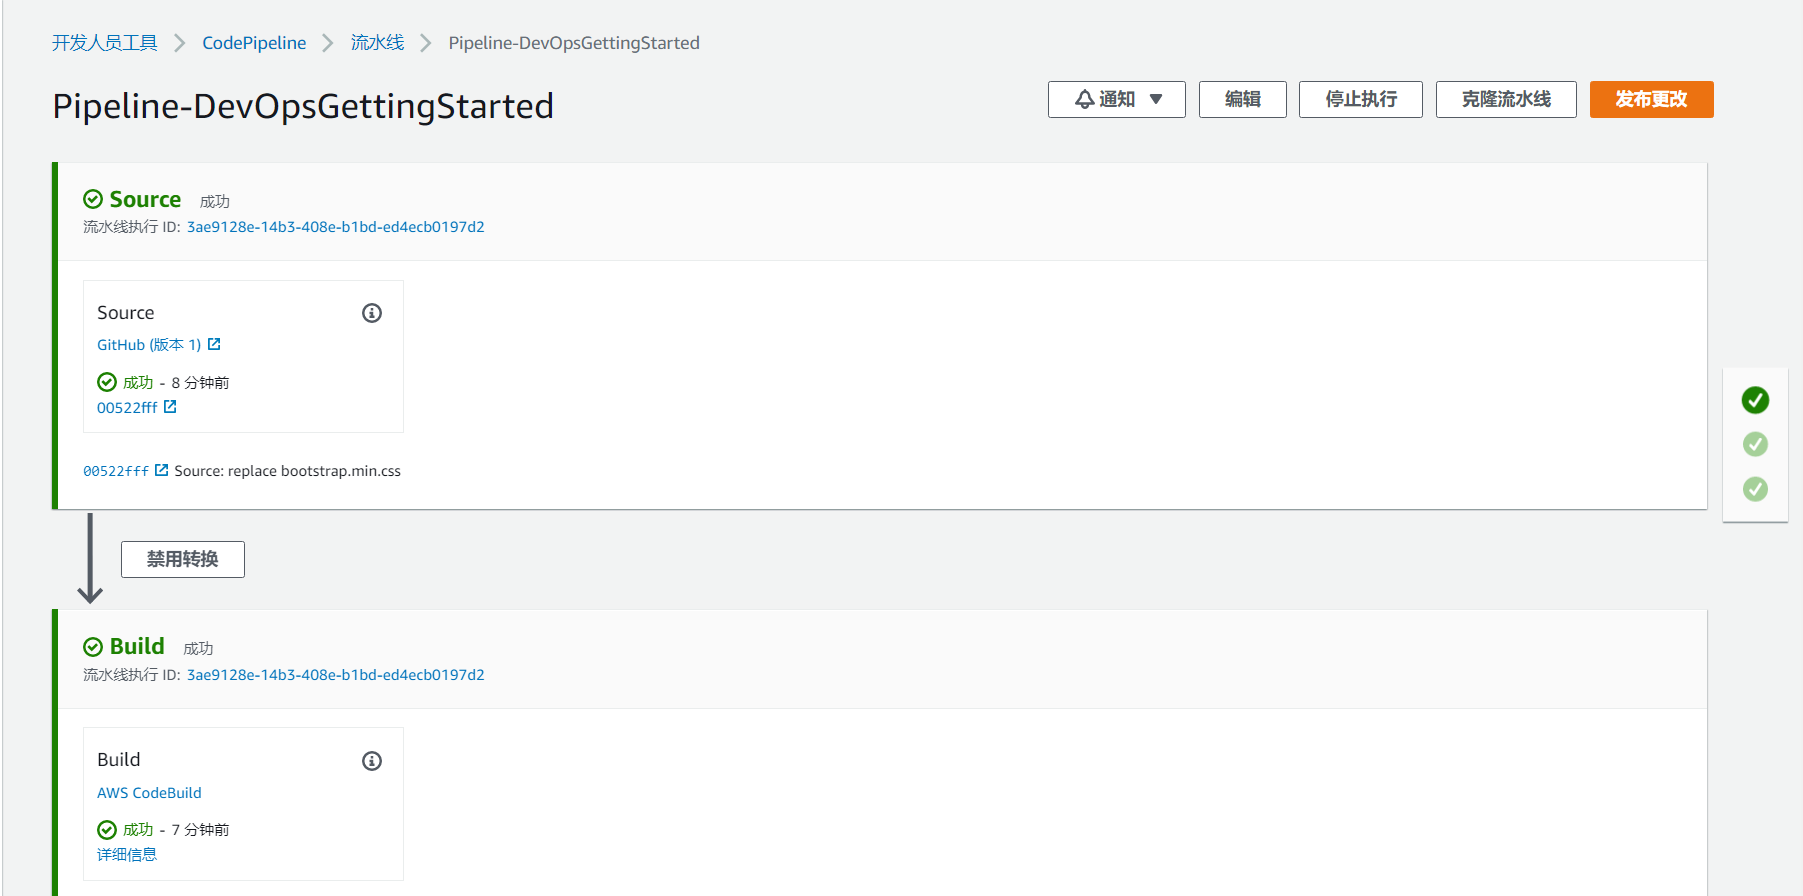 开发人员工具 CodePipeline 流水线 Pipeline-DevOpsGettingStarted
Pipeline-DevOpsGettingStarted
通知 编辑 停止执行 克隆流水线 发布更改
Source 成功
流水线执行 ID: 3ae9128e-14b3-408e-b1bd-ed4ecb0197d2
Source
GitHub (版本 1)
成功 - 8 分钟前
00522fff
00522fff Source: replace bootstrap.min.css
禁用转换
Build 成功
流水线执行 ID: 3ae9128e-14b3-408e-b1bd-ed4ecb0197d2
Build
AWS CodeBuild
成功 - 7 分钟前
详细信息